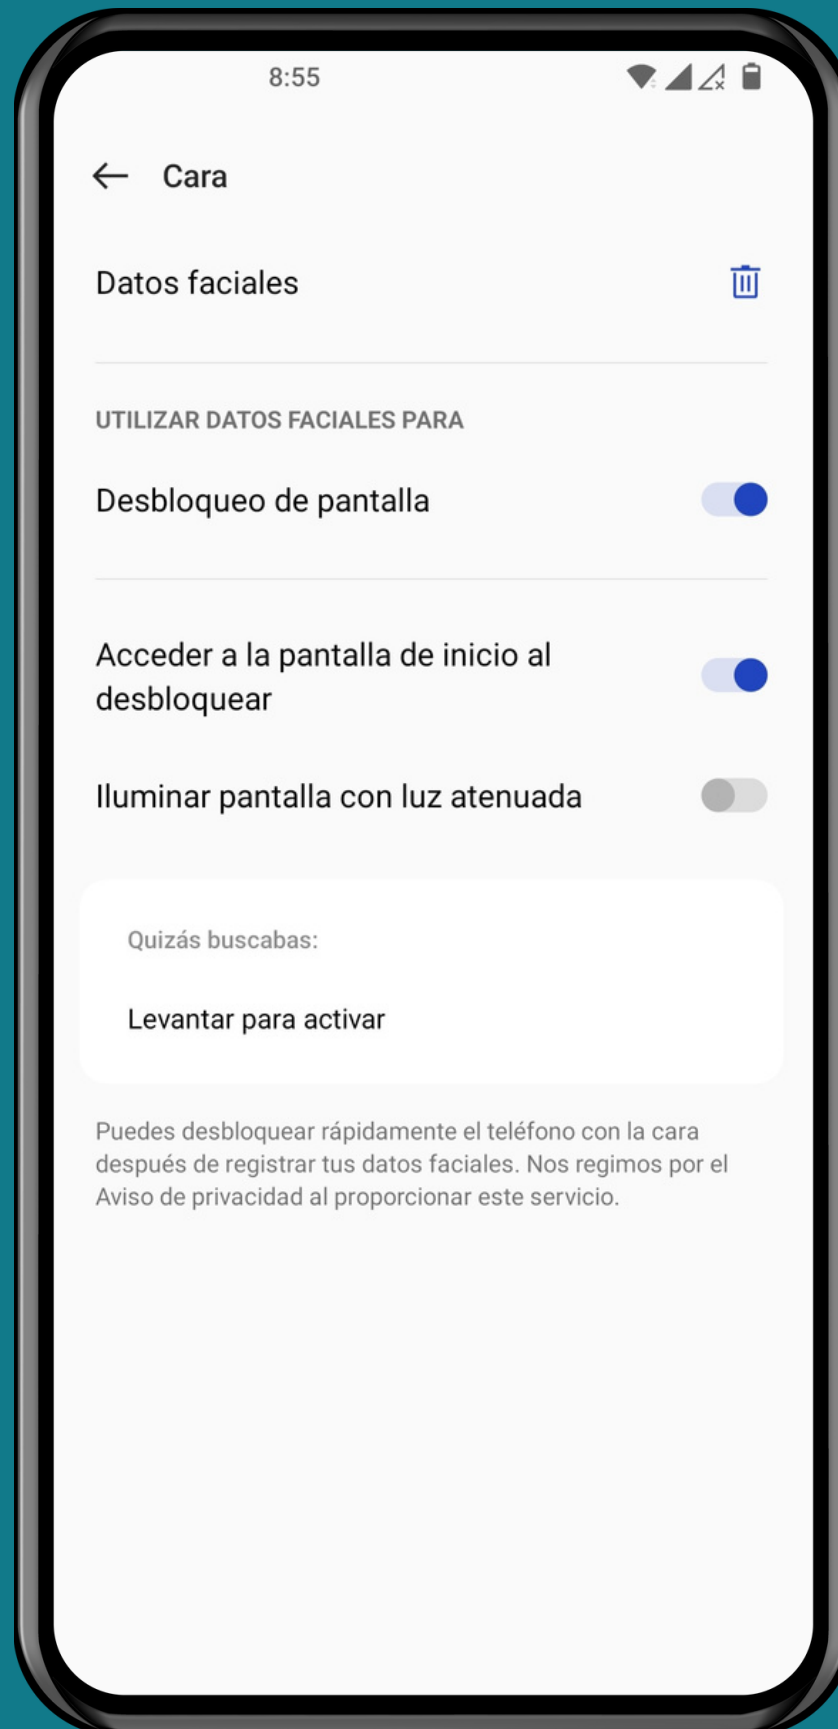 8:55
Cara
Datos faciales
UTILIZAR DATOS FACIALES PARA
Desbloqueo de pantalla
Acceder a la pantalla de inicio al
desbloquear
Iluminar pantalla con luz atenuada
Quizás buscabas:
Levantar para activar
Puedes desbloquear rápidamente el teléfono con la cara
después de registrar tus datos faciales. Nos regimos por el
Aviso de privacidad al proporcionar este servicio.